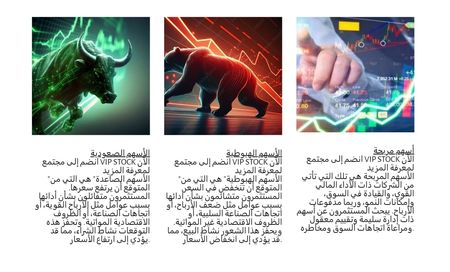 أسهم مربحة
انضم إلى مجتمع VIP STOCK الآن
لمعرفة المزيد
الأسهم المربحة هي تلك التي تأتي
من الشركات ذات الأداء المالي
القوي، والقيادة في السوق،
وإمكانات النمو، وربما مدفوعات
الأرباح. يبحث المستثمرون عن أسهم
ذات إدارة سليمة وتقييم معقول
ومراعاة اتجاهات السوق ومخاطره.
الأسهم الهبوطية
انضم إلى مجتمع VIP STOCK الآن
لمعرفة المزيد
"الأسهم الهبوطية" هي التي من
المتوقع أن تنخفض في السعر.
المستثمرون متشائمون بشأن أدائها
بسبب عوامل مثل ضعف الأرباح، أو
اتجاهات الصناعة السلبية، أو
الظروف الاقتصادية غير المواتية.
ويحفز هذا الشعور نشاط البيع، مما
قد يؤدي إلى انخفاض الأسعار.
الأسهم الصعودية
انضم إلى مجتمع VIP STOCK الآن
لمعرفة المزيد
"الأسهم الصاعدة" هي التي من
المتوقع أن يرتفع سعرها.
المستثمرون متفائلون بشأن أدائها
بسبب عوامل مثل الأرباح القوية، أو
اتجاهات الصناعة، أو الظروف
الاقتصادية المواتية. وتحفز هذه
التوقعات نشاط الشراء، مما قد
يؤدي إلى ارتفاع الأسعار.